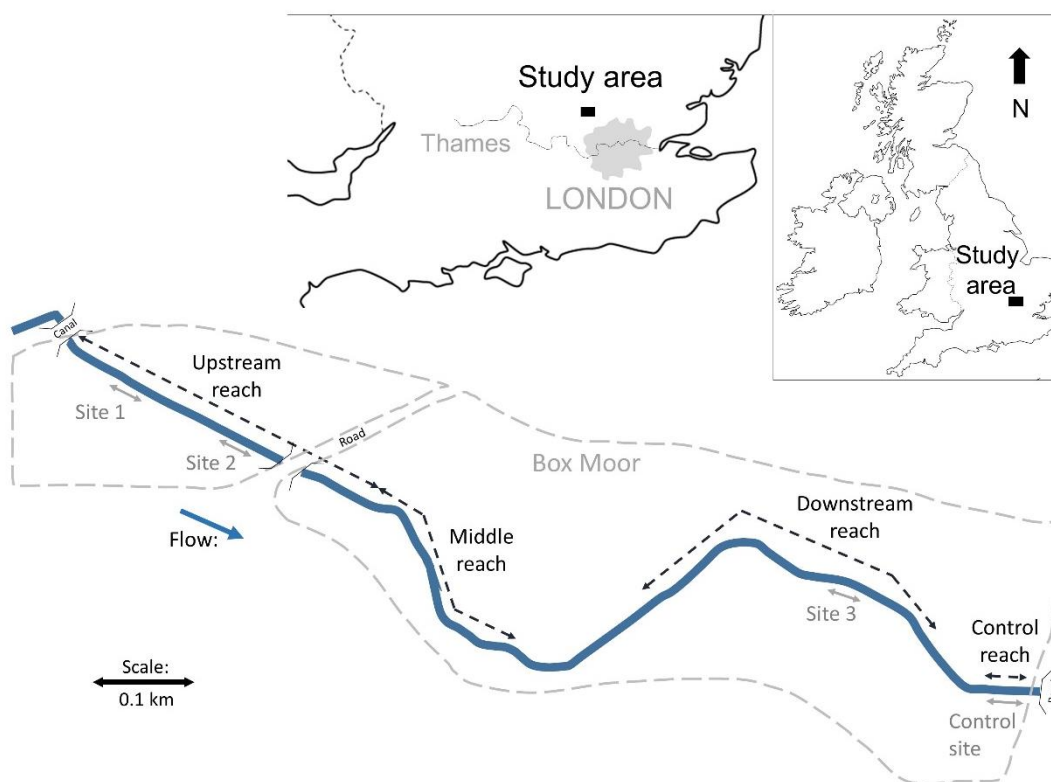 Study area
Thames
LONDON
N
Study
area
Canal
Upstream
reach
Site 1
Site 2
Road
Box Moor
Flow:
Middle
reach
Downstream
reach
Site 3
Control
reach
Scale:
0.1 km
Control
site